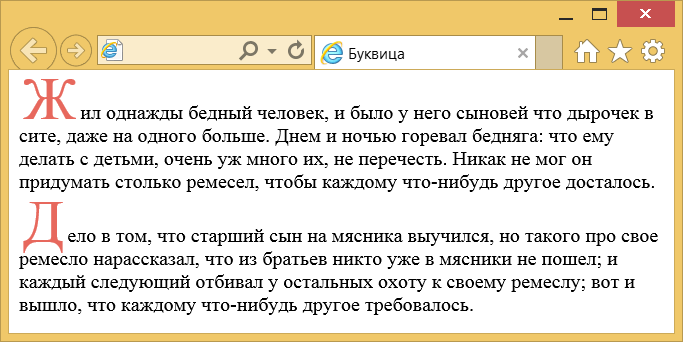 Буквица
Жил однажды бедный человек, и было у него сыновей что дырочек в
сите, даже на одного больше. Днем и ночью горевал бедняга: что ему
делать с детьми, очень уж много их, не перечесть. Никак не мог он
придумать столько ремесел, чтобы каждому что-нибудь другое досталось.
Дело в том, что старший сын на мясника выучился, но такого про свое
ремесло нарассказал, что из братьев никто уже в мясники не пошел; и
каждый следующий отбивал у остальных охоту к своему ремеслу; вот и
вышло, что каждому что-нибудь другое требовалось.